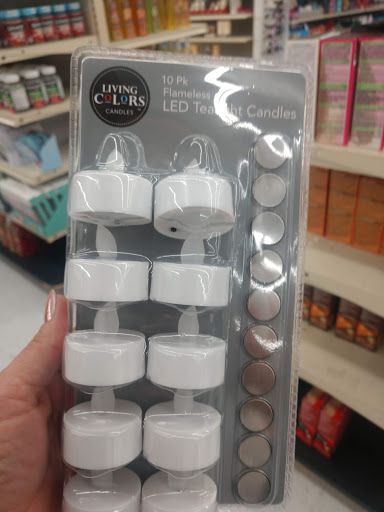 LIVING
COLORS
CANDLES
10 Pk
Flameless
LED Tealight Candles